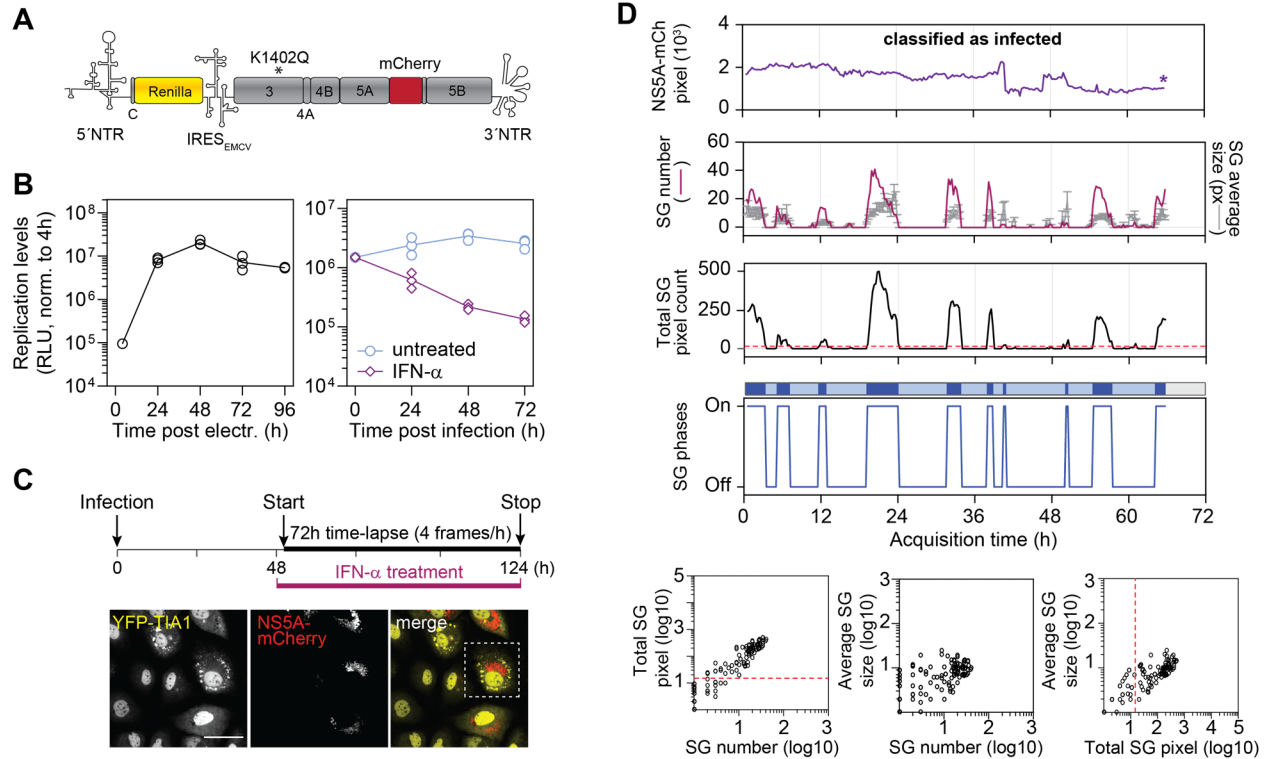 A
K1402Q
*
mCherry
Renilla
3
4B
5A
5B
C
4A
5´NTR
IRES EMCV
3´NTR
B
Replication levels
(RLU, norm. to 4h)
10^8
10^7
10^6
10^5
10^4
0 24 48 72 96
Time post electr. (h)
10^7
10^6
10^5
10^4
untreated
IFN-α
0 24 48 72
Time post infection (h)
C
Infection
Start
Stop
72h time-lapse (4 frames/h)
0
48
IFN-α treatment
124 (h)
YFP-TIA1
NS5A-
mCherry
merge
D
classified as infected
NS5A-mCh
pixel (10^3)
4
2
0
*
SG number
(—)
60
40
20
0
SG average
size (px —)
Total SG
pixel count
500
250
0
SG phases
On
Off
0 12 24 36 48 60 72
Acquisition time (h)
Total SG
pixel (log10)
5
3
1
1 2 3
SG number (log10)
Average SG
size (log10)
3
2
1
1 2 3
SG number (log10)
Average SG
size (log10)
3
2
1
1 2 3 4 5
Total SG pixel (log10)